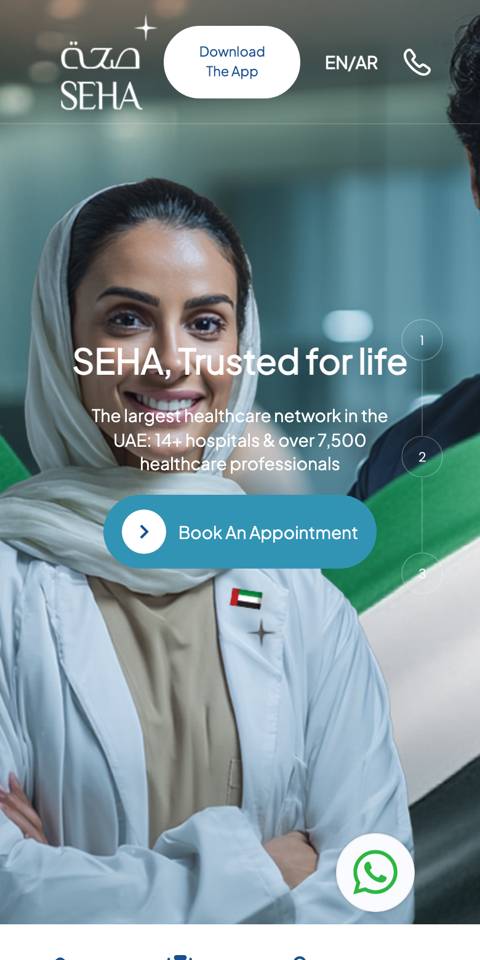 صحة
SEHA
Download
The App
EN/AR
SEHA, Trusted for life
The largest healthcare network in the
UAE: 14+ hospitals & over 7,500
healthcare professionals
Book An Appointment
1
2
3